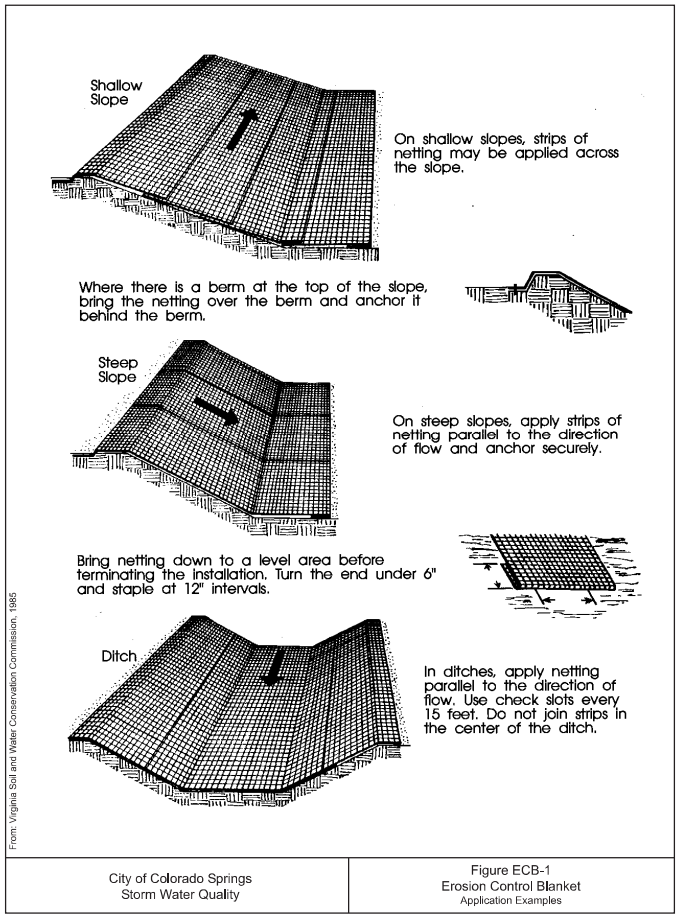 Shallow
Slope
On shallow slopes, strips of
netting may be applied across
the slope.
Where there is a berm at the top of the slope,
bring the netting over the berm and anchor it
behind the berm.
Steep
Slope
On steep slopes, apply strips of
netting parallel to the direction
of flow and anchor securely.
Bring netting down to a level area before
terminating the installation. Turn the end under 6"
and staple at 12" intervals.
Ditch
In ditches, apply netting
parallel to the direction of
flow. Use check slots every
15 feet. Do not join strips in
the center of the ditch.
From: Virginia Soil and Water Conservation Commission, 1985
City of Colorado Springs
Storm Water Quality
Figure ECB-1
Erosion Control Blanket
Application Examples